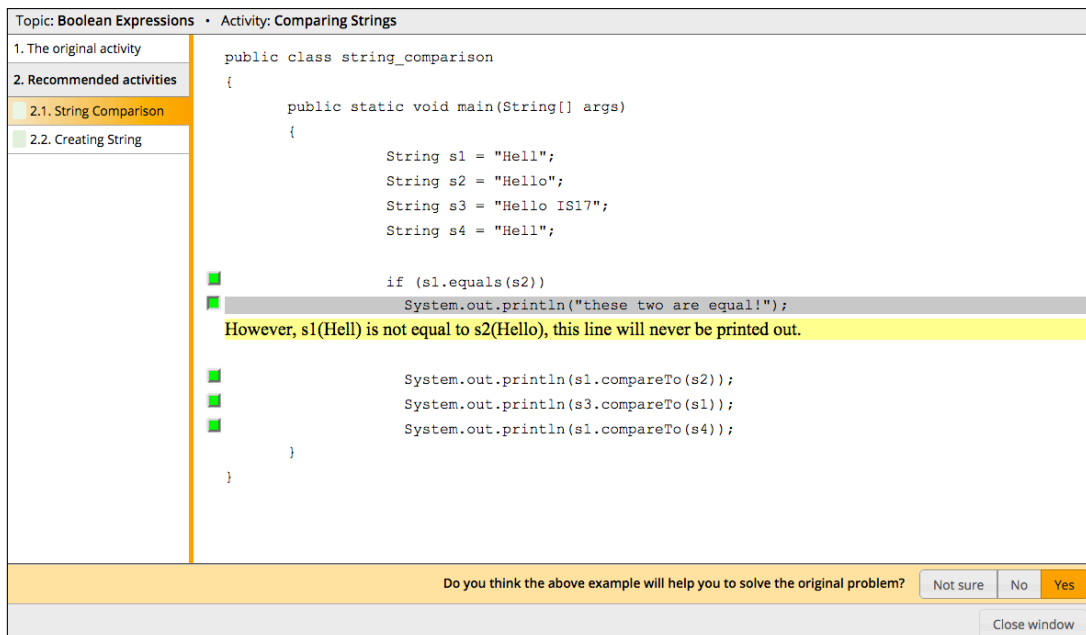 Topic: Boolean Expressions • Activity: Comparing Strings
1. The original activity
2. Recommended activities
2.1. String Comparison
2.2. Creating String
public class string_comparison
{
public static void main(String[] args)
{
String s1 = "Hell";
String s2 = "Hello";
String s3 = "Hello IS17";
String s4 = "Hell";
if (s1.equals(s2))
System.out.println("these two are equal!");
However, s1(Hell) is not equal to s2(Hello), this line will never be printed out.
System.out.println(s1.compareTo(s2));
System.out.println(s3.compareTo(s1));
System.out.println(s1.compareTo(s4));
}
}
Do you think the above example will help you to solve the original problem? Not sure No Yes
Close window